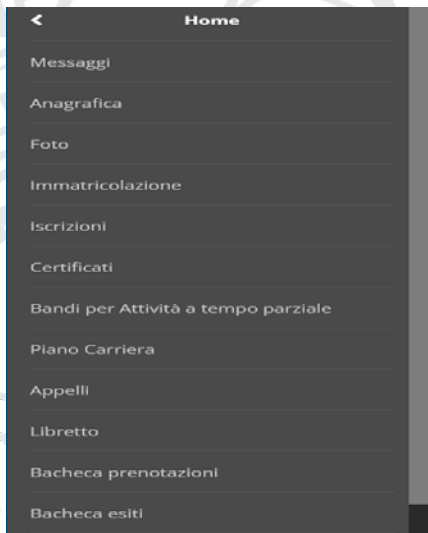 Home
Messaggi
Anagrafica
Foto
Immatricolazione
Iscrizioni
Certificati
Bandi per Attività a tempo parziale
Piano Carriera
Appelli
Libretto
Bacheca prenotazioni
Bacheca esiti